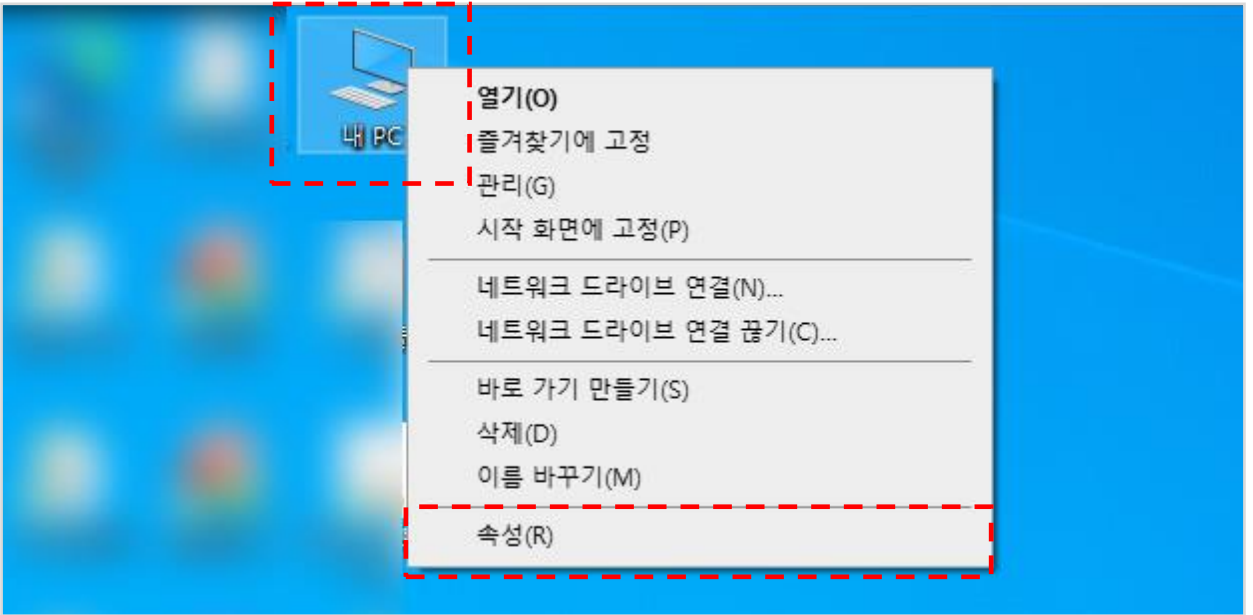 내 PC
열기(O)
즐겨찾기에 고정
관리(G)
시작 화면에 고정(P)
네트워크 드라이브 연결(N)...
네트워크 드라이브 연결 끊기(C)...
바로 가기 만들기(S)
삭제(D)
이름 바꾸기(M)
속성(R)